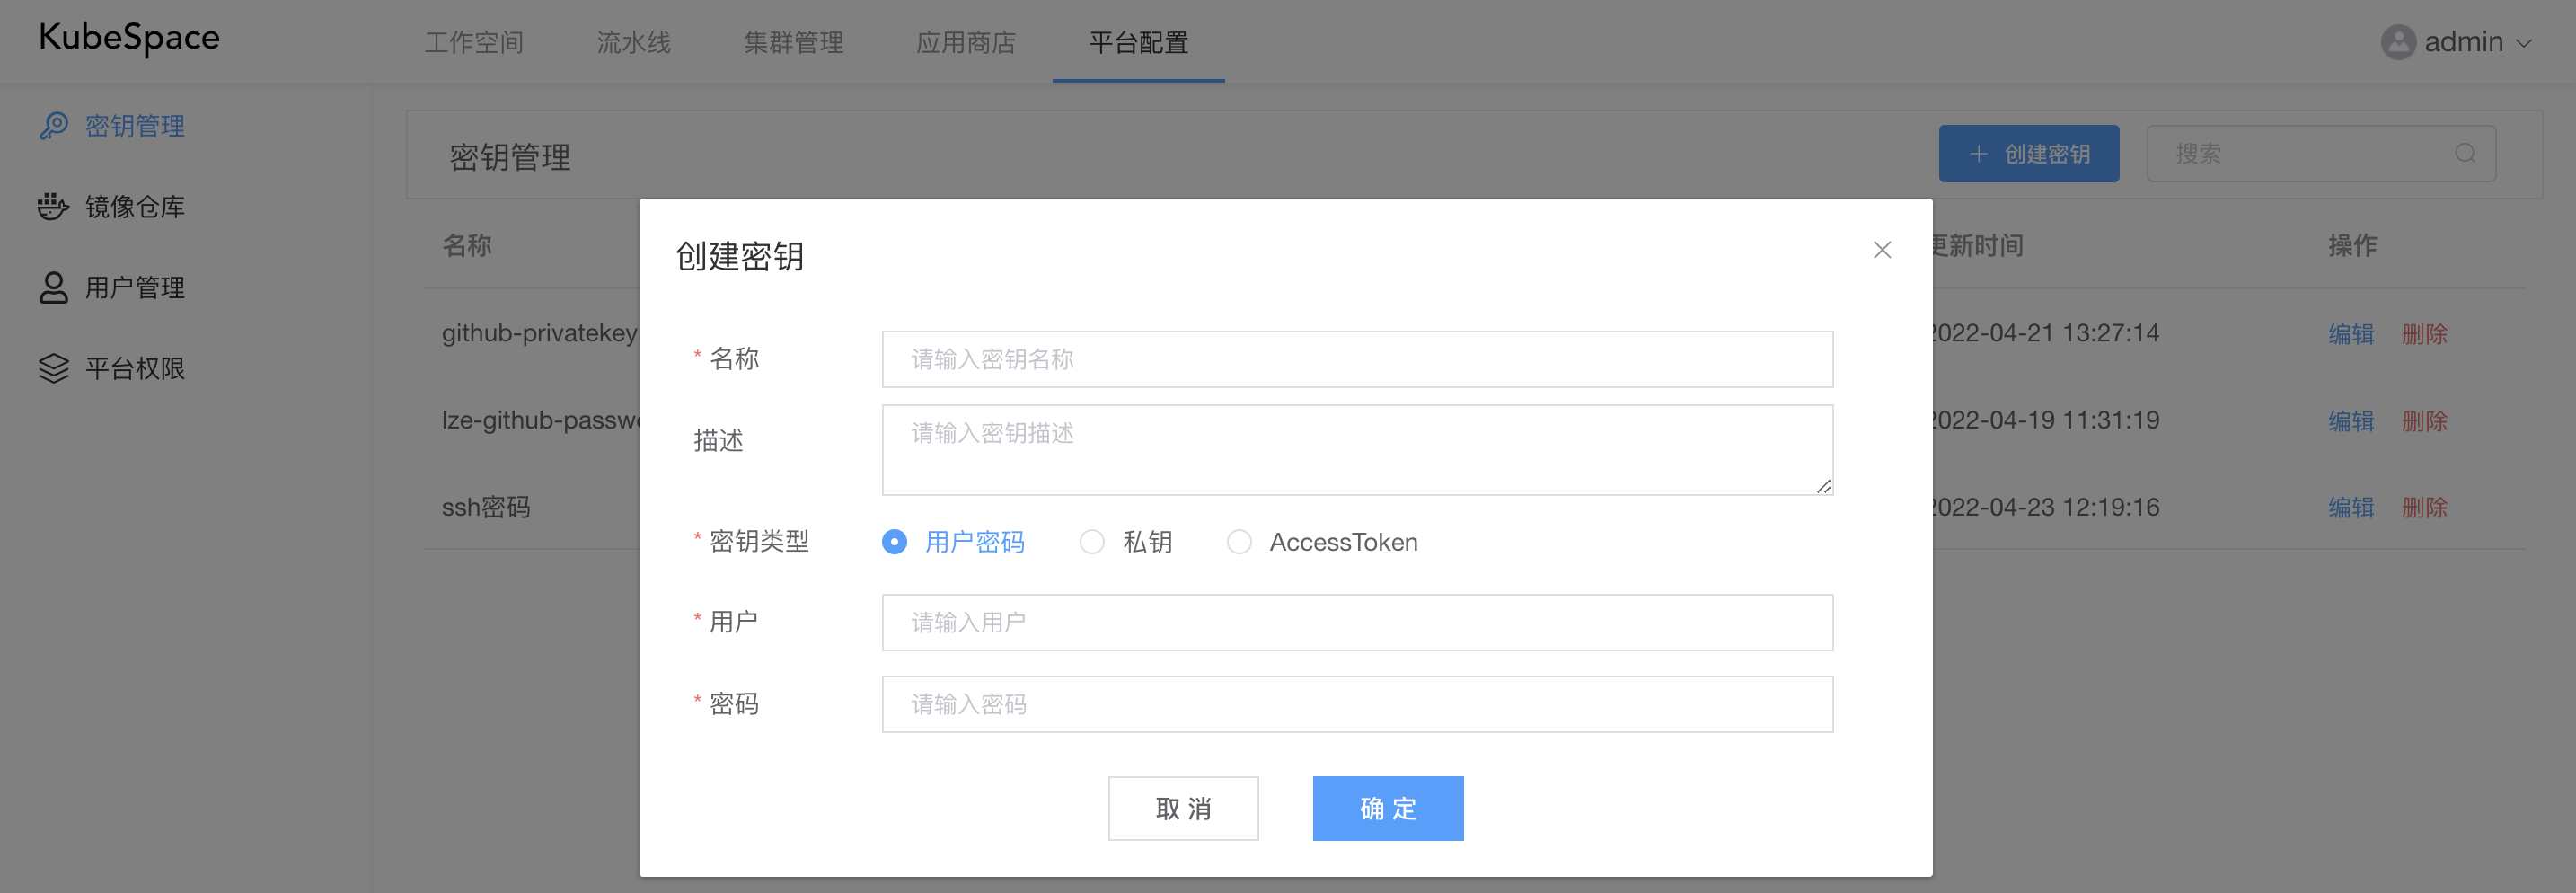 KubeSpace 工作空间 流水线 集群管理 应用商店 平台配置 admin
密钥管理
镜像仓库
用户管理
平台权限
密钥管理 创建密钥 搜索
名称 更新时间 操作
github-privatekey 2022-04-21 13:27:14 编辑 删除
lze-github-passw 2022-04-19 11:31:19 编辑 删除
ssh密码 2022-04-23 12:19:16 编辑 删除
创建密钥
* 名称 请输入密钥名称
描述 请输入密钥描述
* 密钥类型 用户密码 私钥 AccessToken
* 用户 请输入用户
* 密码 请输入密码
取 消 确 定